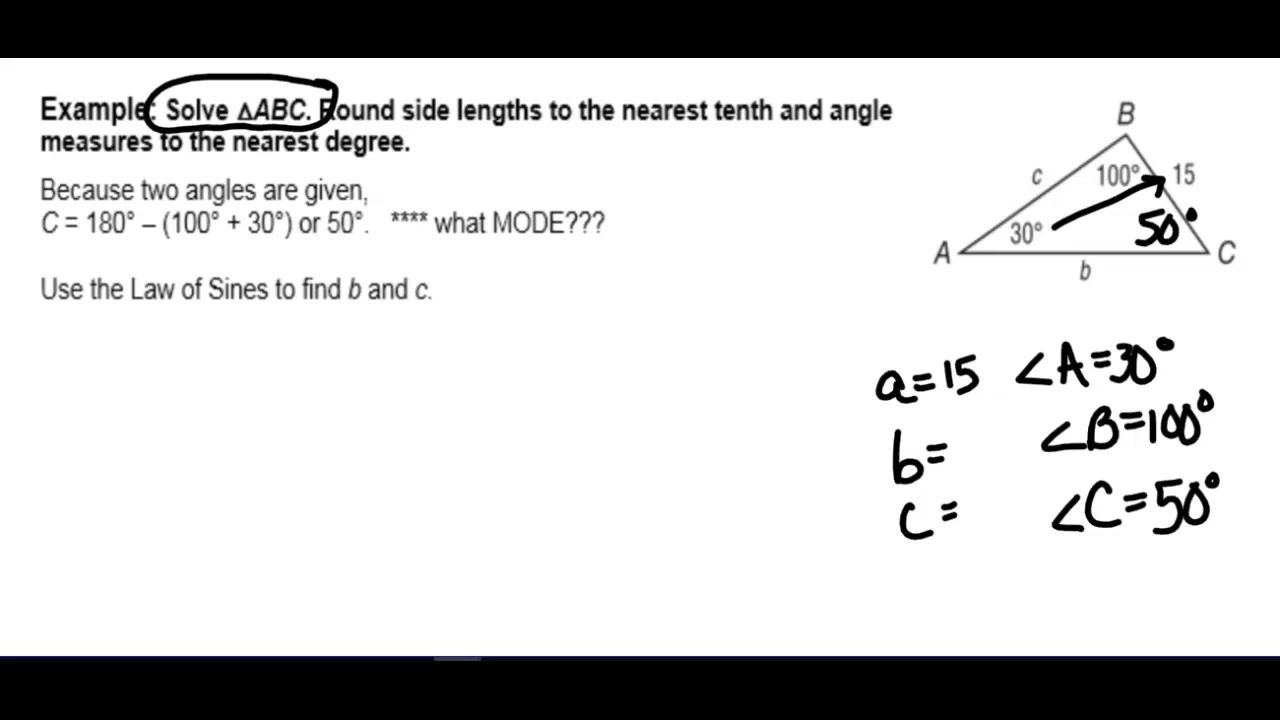 Example: Solve ΔABC. Round side lengths to the nearest tenth and angle
measures to the nearest degree.
Because two angles are given,
C = 180° – (100° + 30°) or 50°. **** what MODE???
Use the Law of Sines to find b and c.
B
c
100°
15
30°
50°
A
C
b
a=15 ∠A=30°
b= ∠B=100°
c= ∠C=50°